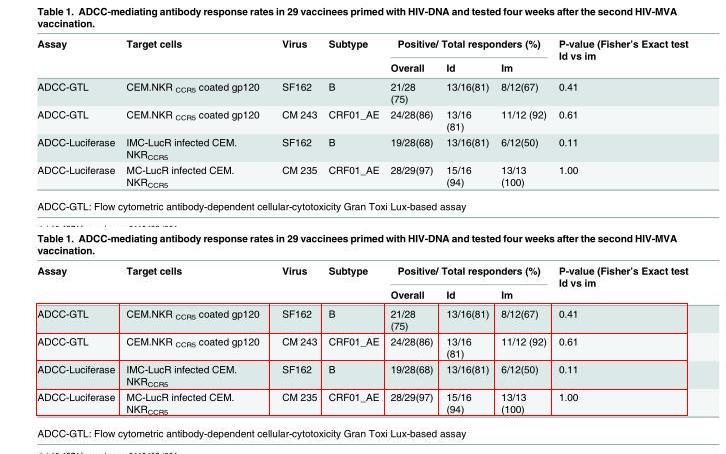 Table 1. ADCC-mediating antibody response rates in 29 vaccinees primed with HIV-DNA and tested four weeks after the second HIV-MVA
vaccination.
Assay Target cells Virus Subtype Positive/ Total responders (%) P-value (Fisher's Exact test
Id vs im
Overall Id Im
ADCC-GTL CEM.NKR CCR5 coated gp120 SF162 B 21/28 13/16(81) 8/12(67) 0.41
(75)
ADCC-GTL CEM.NKR CCR5 coated gp120 CM 243 CRF01_AE 24/28(86) 13/16 11/12 (92) 0.61
(81)
ADCC-Luciferase IMC-LucR infected CEM. SF162 B 19/28(68) 13/16(81) 6/12(50) 0.11
NKRCCR5
ADCC-Luciferase MC-LucR infected CEM. CM 235 CRF01_AE 28/29(97) 15/16 13/13 1.00
NKRCCR5 (94) (100)
ADCC-GTL: Flow cytometric antibody-dependent cellular-cytotoxicity Gran Toxi Lux-based assay
Table 1. ADCC-mediating antibody response rates in 29 vaccinees primed with HIV-DNA and tested four weeks after the second HIV-MVA
vaccination.
Assay Target cells Virus Subtype Positive/ Total responders (%) P-value (Fisher's Exact test
Id vs im
Overall Id Im
ADCC-GTL CEM.NKR CCR5 coated gp120 SF162 B 21/28 13/16(81) 8/12(67) 0.41
(75)
ADCC-GTL CEM.NKR CCR5 coated gp120 CM 243 CRF01_AE 24/28(86) 13/16 11/12 (92) 0.61
(81)
ADCC-Luciferase IMC-LucR infected CEM. SF162 B 19/28(68) 13/16(81) 6/12(50) 0.11
NKRCCR5
ADCC-Luciferase MC-LucR infected CEM. CM 235 CRF01_AE 28/29(97) 15/16 13/13 1.00
NKRCCR5 (94) (100)
ADCC-GTL: Flow cytometric antibody-dependent cellular-cytotoxicity Gran Toxi Lux-based assay